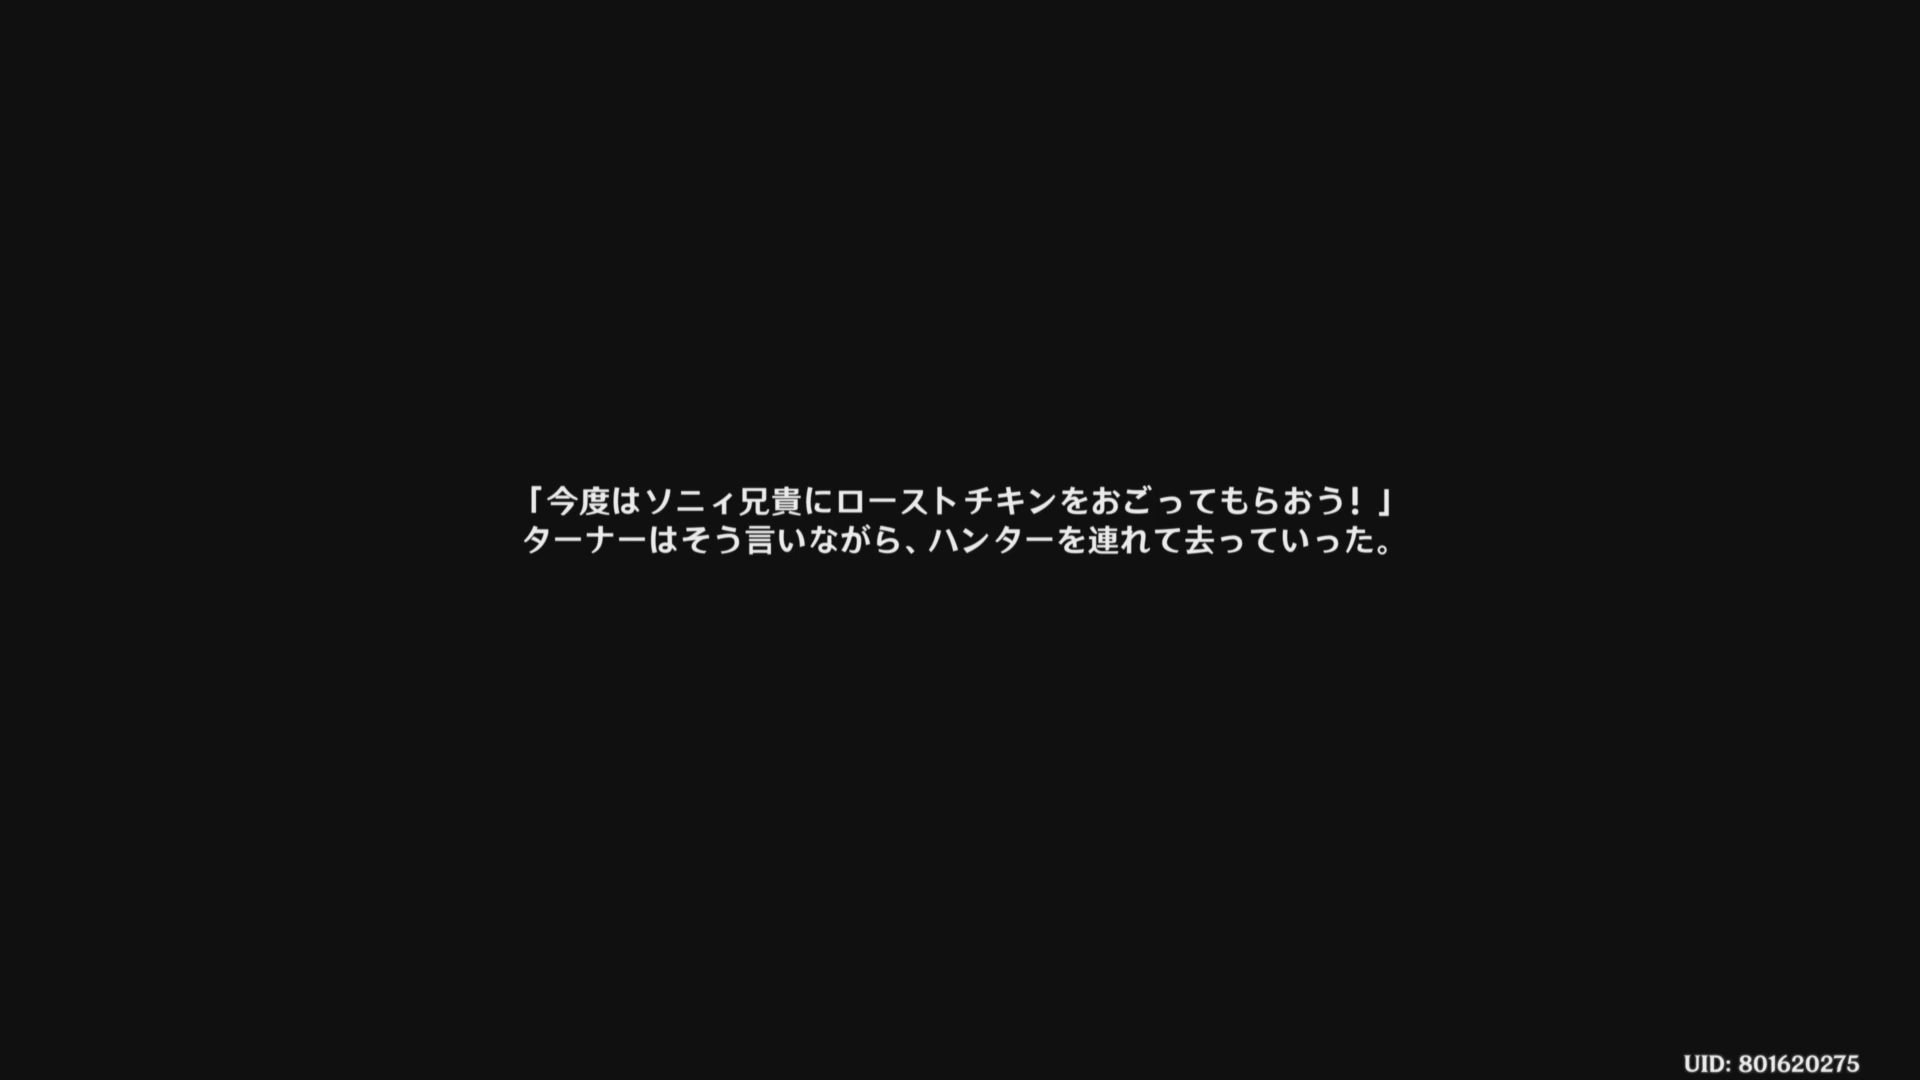 「今度はソニィ兄貴にローストチキンをおごってもらおう！」
ターナーはそう言いながら、ハンターを連れて去っていった。
UID: 801620275